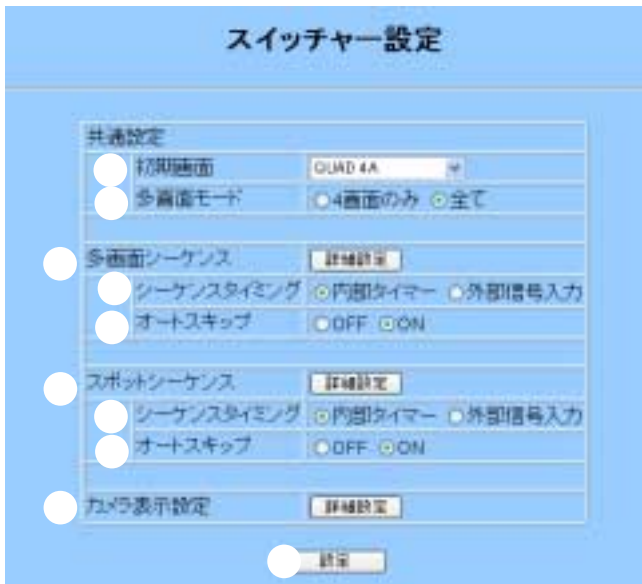 スイッチャー設定
共通設定
初期画面 QUAD 4A
多画面モード 4画面のみ 全て
多画面シーケンス 詳細設定
シーケンスタイミング 内部タイマー 外部信号入力
オートスキップ OFF ON
スポットシーケンス 詳細設定
シーケンスタイミング 内部タイマー 外部信号入力
オートスキップ OFF ON
カメラ表示設定 詳細設定
設定